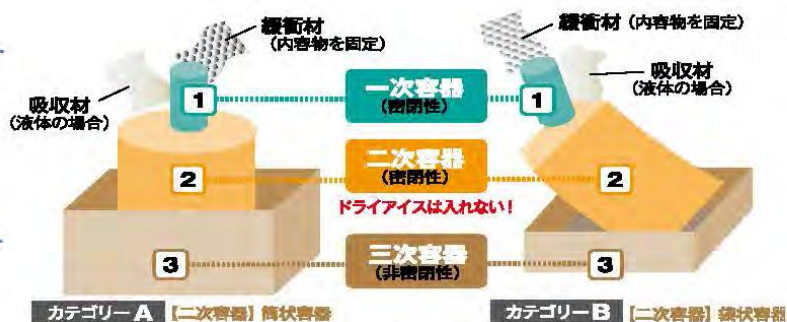 緩衝材
(内容物を固定)
吸収材
(液体の場合)
1
一次容器
(密閉性)
1
緩衝材(内容物を固定)
吸収材
(液体の場合)
2
二次容器
(密閉性)
2
ドライアイスは入れない!
3
三次容器
(非密閉性)
3
カテゴリーA 【二次容器】筒状容器
カテゴリーB 【二次容器】袋状容器